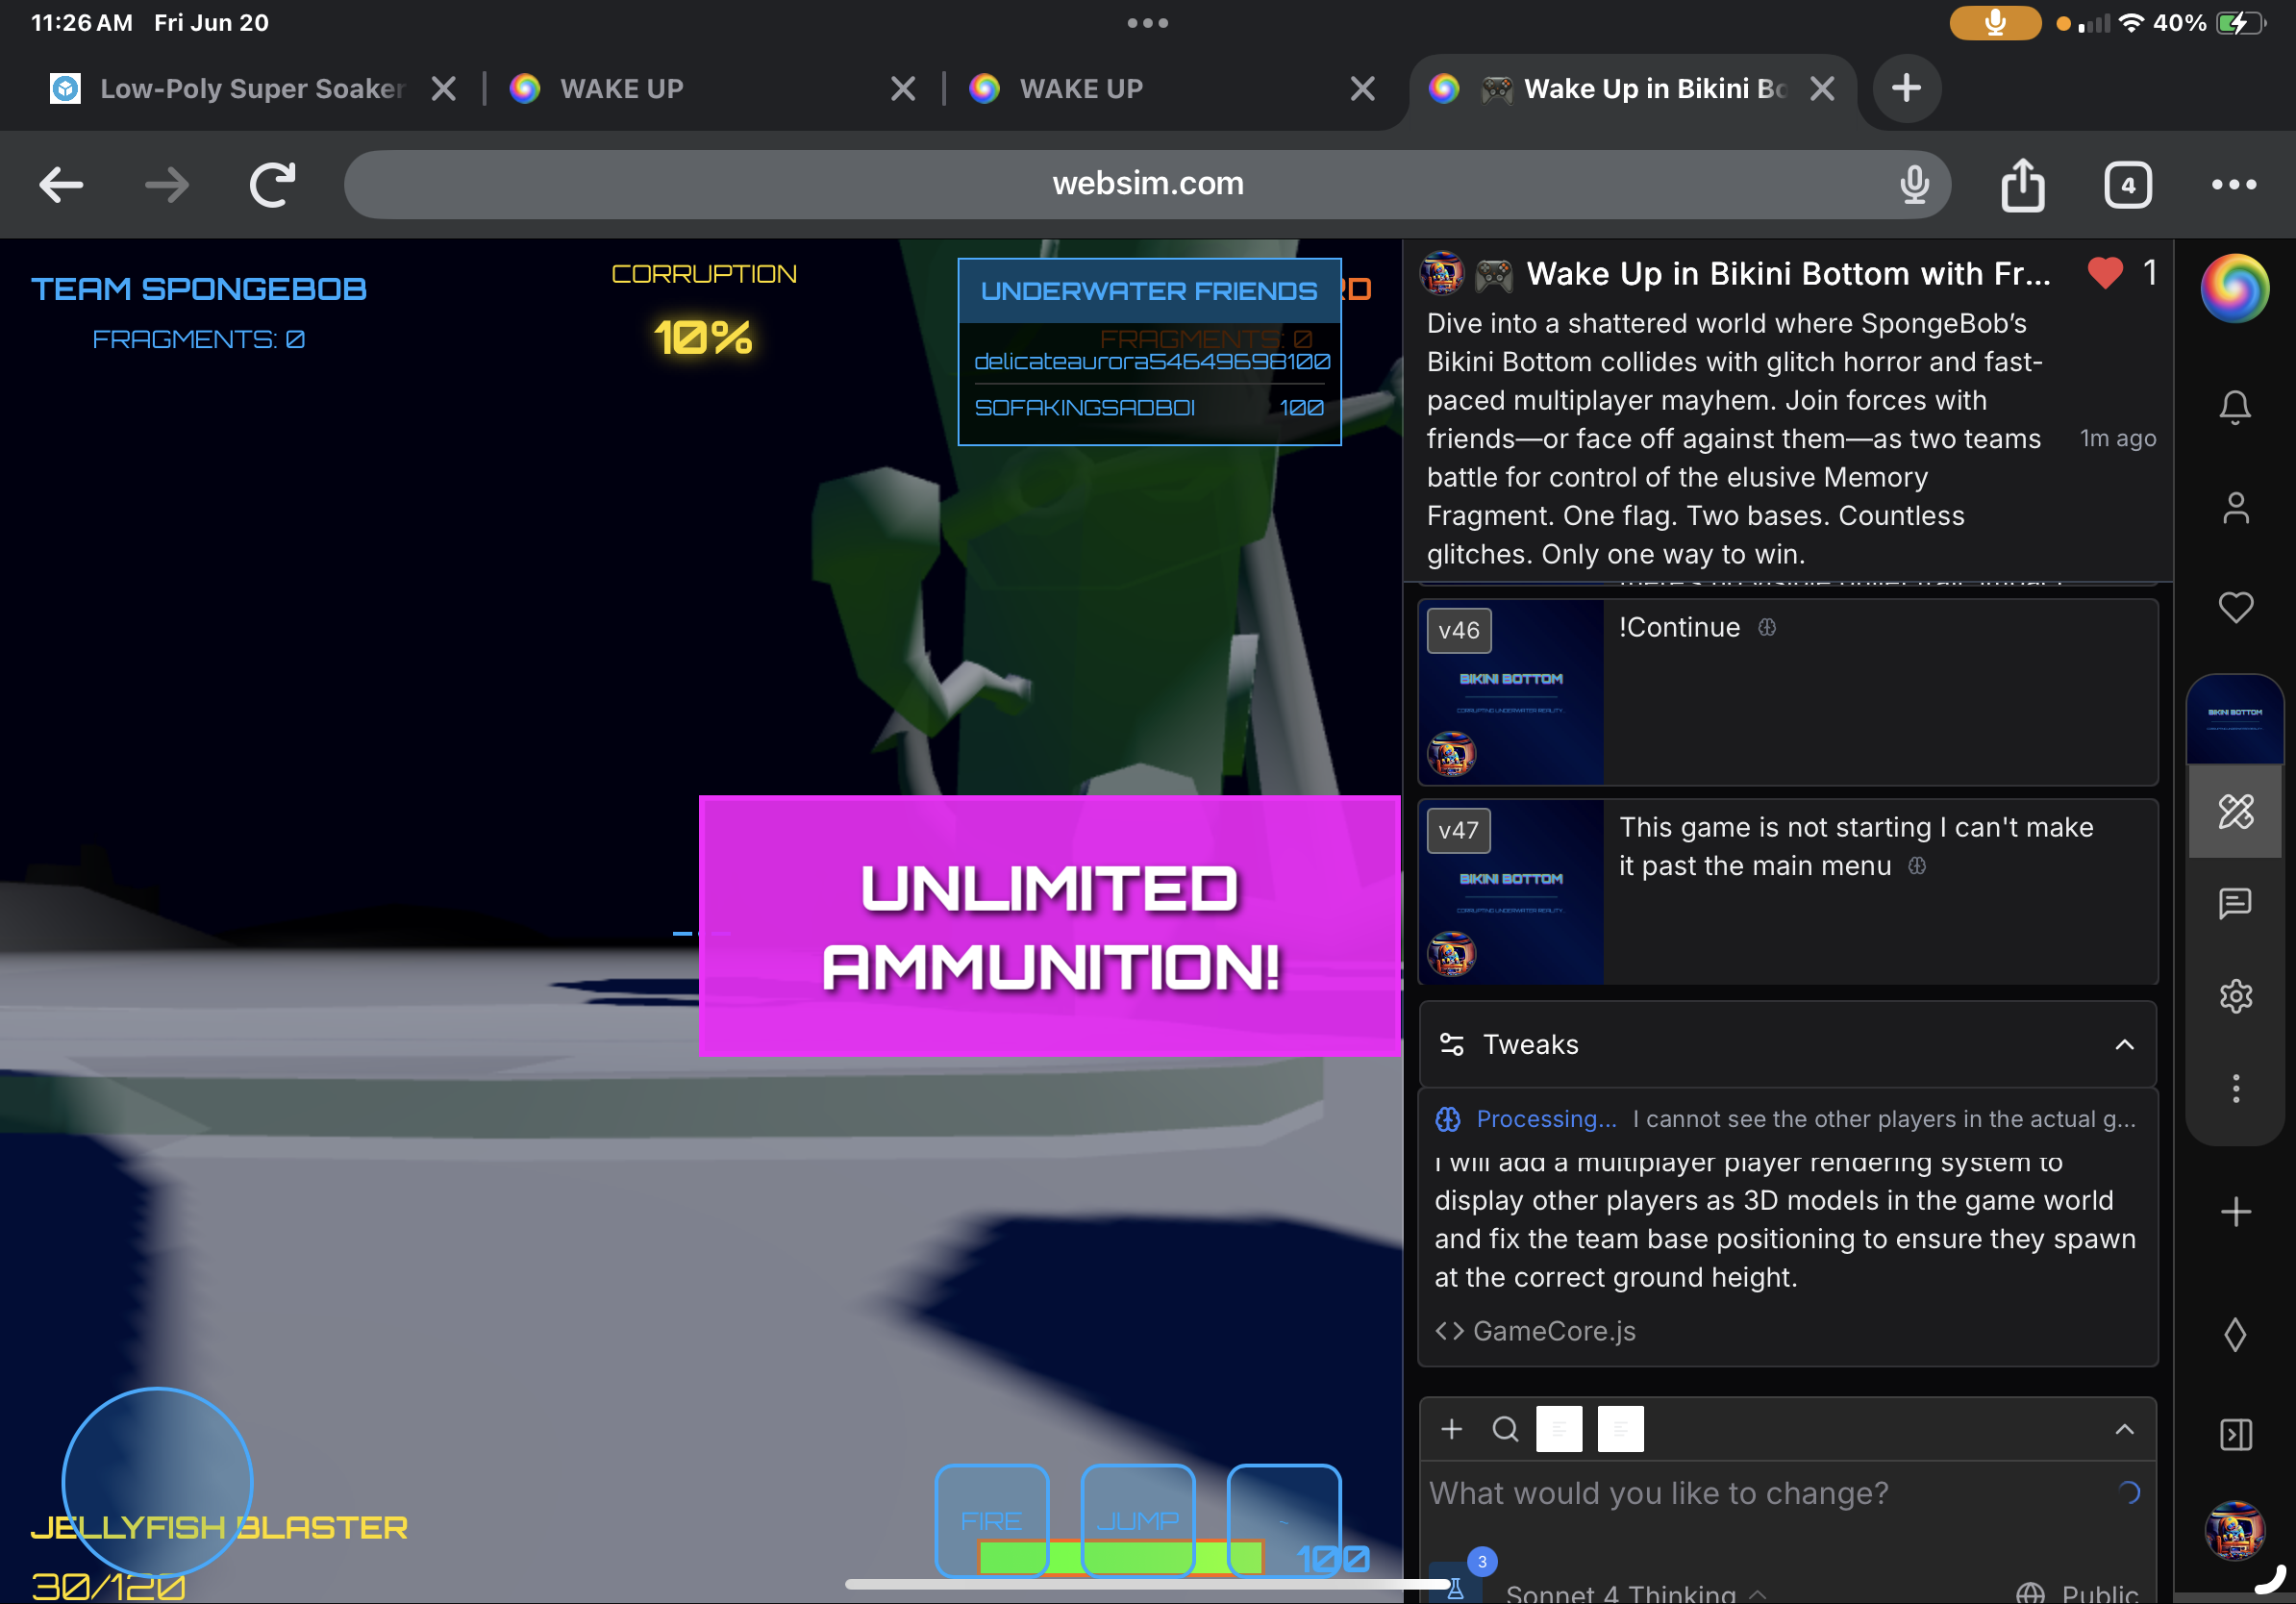 11:26 AM Fri Jun 20
40%
Low-Poly Super Soaker
WAKE UP
WAKE UP
Wake Up in Bikini Bo
websim.com
4
TEAM SPONGEBOB
FRAGMENTS: 0
CORRUPTION
10%
RD
UNDERWATER FRIENDS
FRAGMENTS: 0
delicateaurora54649698100
SOFAKINGSADBOI 100
UNLIMITED
AMMUNITION!
JELLYFISH BLASTER
30/120
FIRE
JUMP
~
100
Wake Up in Bikini Bottom with Fr...
1
Dive into a shattered world where SpongeBob’s
Bikini Bottom collides with glitch horror and fast-
paced multiplayer mayhem. Join forces with
friends—or face off against them—as two teams
battle for control of the elusive Memory
Fragment. One flag. Two bases. Countless
glitches. Only one way to win.
1m ago
v46
!Continue
BIKINI BOTTOM
CORRUPTING UNDERWATER REALITY
v47
This game is not starting I can't make
it past the main menu
BIKINI BOTTOM
CORRUPTING UNDERWATER REALITY
Tweaks
Processing... I cannot see the other players in the actual g...
I will add a multiplayer player rendering system to
display other players as 3D models in the game world
and fix the team base positioning to ensure they spawn
at the correct ground height.
GameCore.js
What would you like to change?
3
Sonnet 4 Thinking
Public
BIKINI BOTTOM